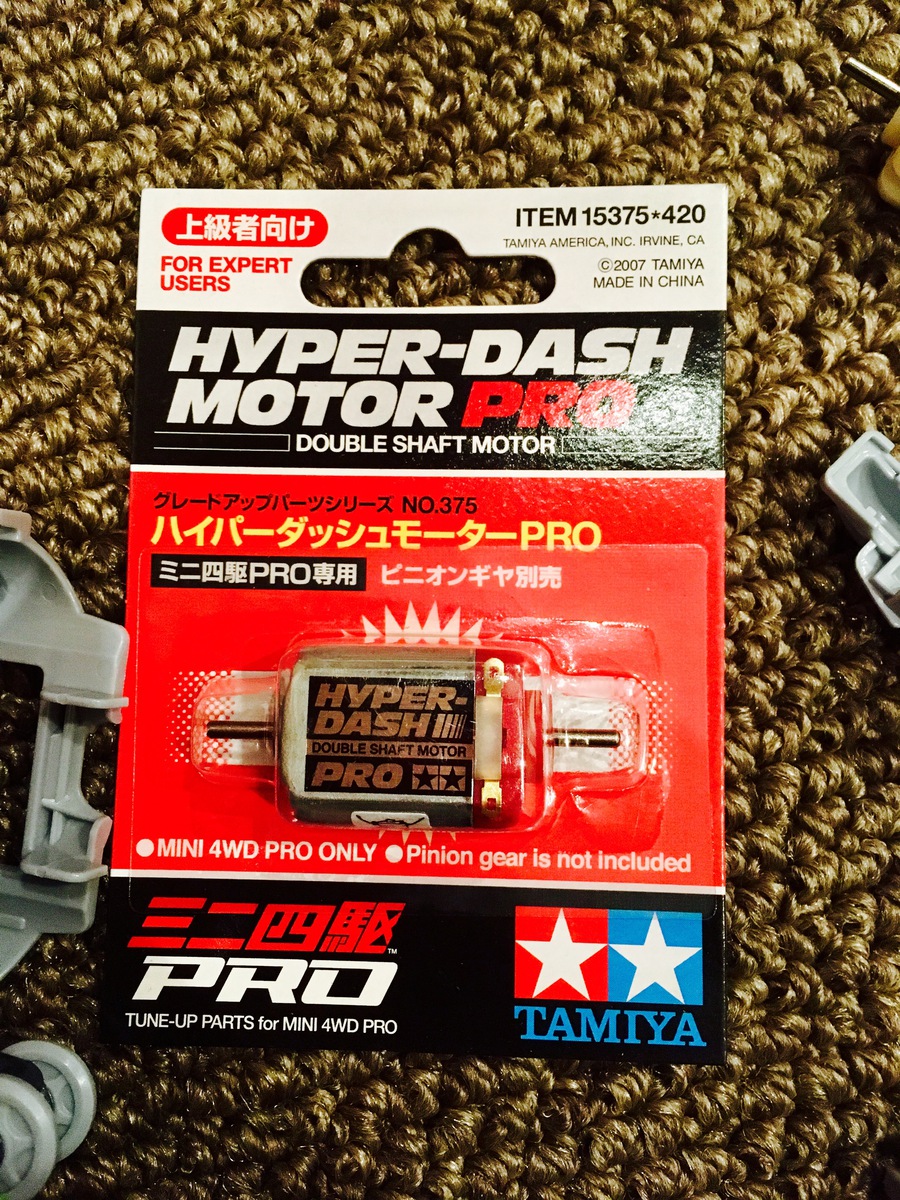 上級者向け
FOR EXPERT
USERS
ITEM 15375*420
TAMIYA AMERICA, INC. IRVINE, CA
©2007 TAMIYA
MADE IN CHINA
HYPER-DASH
MOTOR PRO
DOUBLE SHAFT MOTOR
グレードアップパーツシリーズ NO.375
ハイパーダッシュモーターPRO
ミニ四駆PRO専用 ピニオンギヤ別売
HYPER-
DASH
DOUBLE SHAFT MOTOR
PRO
●MINI 4WD PRO ONLY ●Pinion gear is not included
ミニ四駆™
PRO
TUNE-UP PARTS for MINI 4WD PRO
TAMIYA